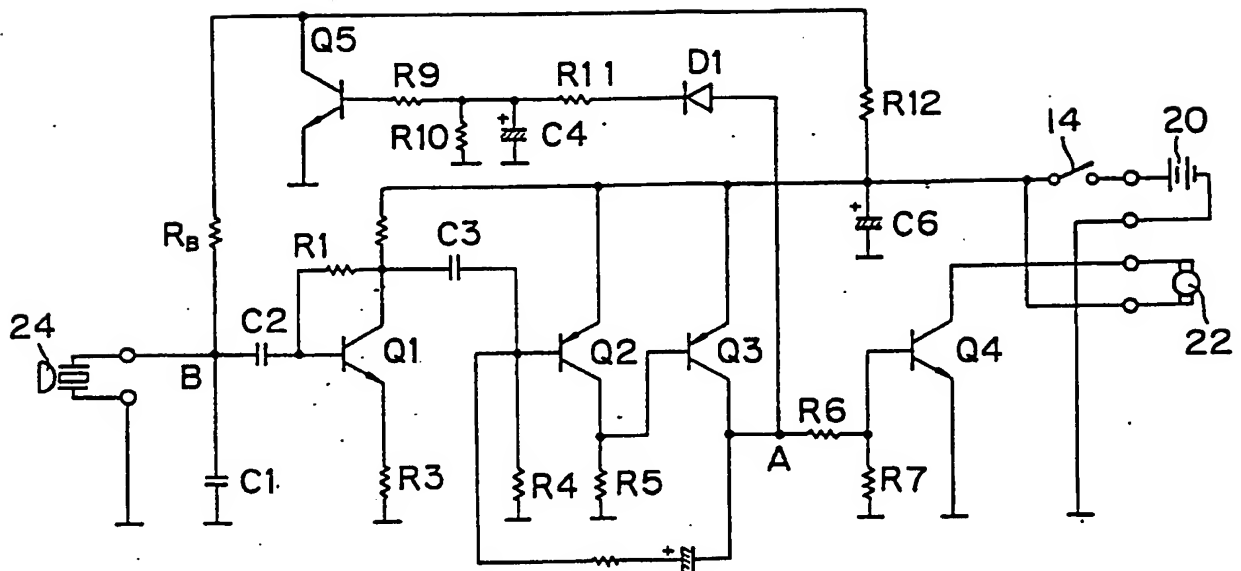 Q5
R9
R11
D1
R12
14
20
R10
+
C4
+
C6
RB
R1
C3
24
C2
B
Q1
Q2
Q3
Q4
22
R6
A
C1
R3
R4
R5
R7
+